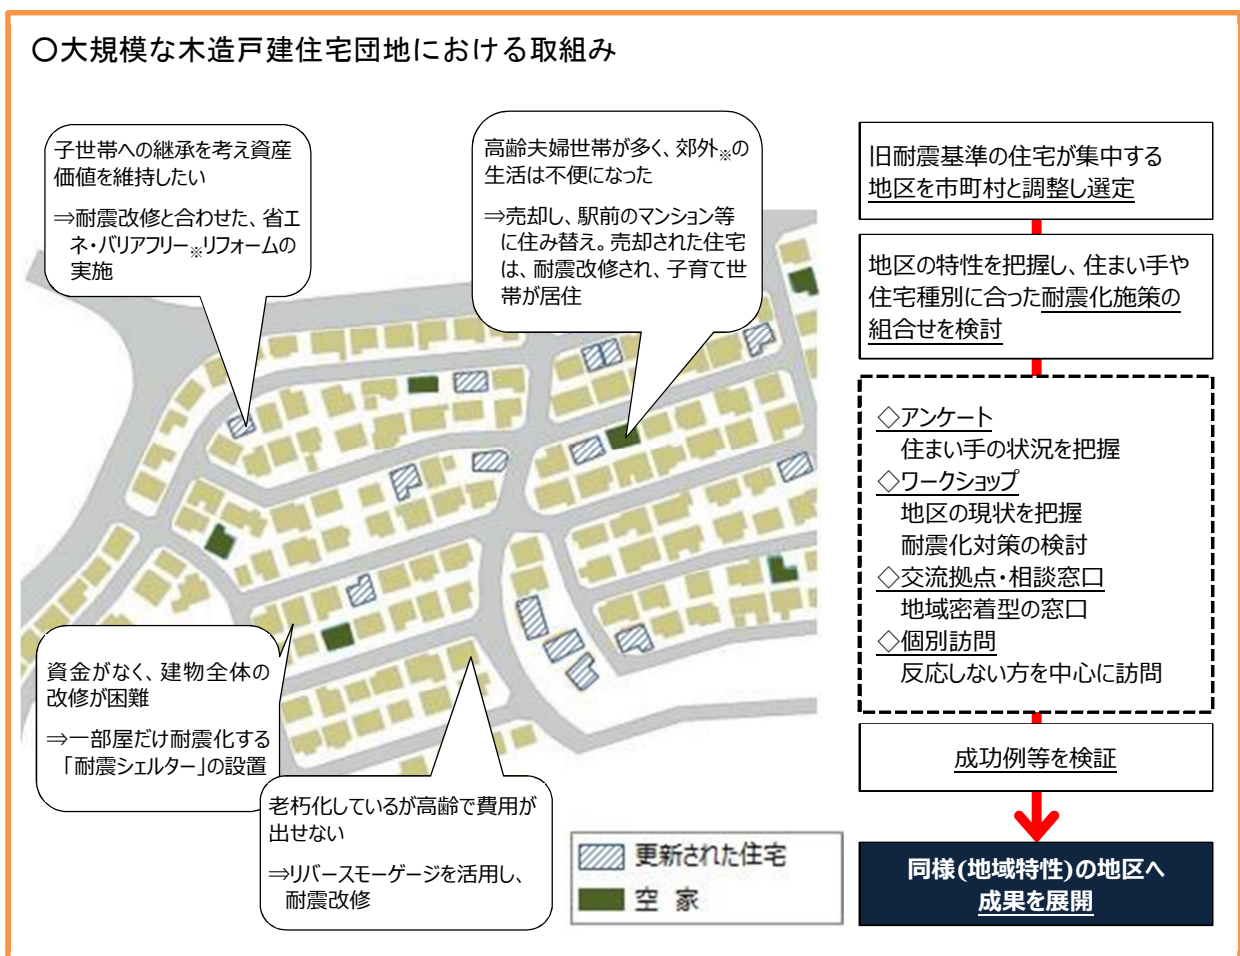 〇大規模な木造戸建住宅団地における取組み
子世帯への継承を考え資産
価値を維持したい
⇒耐震改修と合わせた、省エ
ネ・バリアフリー※リフォームの
実施
高齢夫婦世帯が多く、郊外※の
生活は不便になった
⇒売却し、駅前のマンション等
に住み替え。売却された住宅
は、耐震改修され、子育て世
帯が居住
資金がなく、建物全体の
改修が困難
⇒一部屋だけ耐震化する
「耐震シェルター」の設置
老朽化しているが高齢で費用が
出せない
⇒リバースモーゲージを活用し、
耐震改修
更新された住宅
空 家
旧耐震基準の住宅が集中する
地区を市町村と調整し選定
地区の特性を把握し、住まい手や
住宅種別に合った耐震化施策の
組合せを検討
◇アンケート
住まい手の状況を把握
◇ワークショップ
地区の現状を把握
耐震化対策の検討
◇交流拠点・相談窓口
地域密着型の窓口
◇個別訪問
反応しない方を中心に訪問
成功例等を検証
同様(地域特性)の地区へ
成果を展開